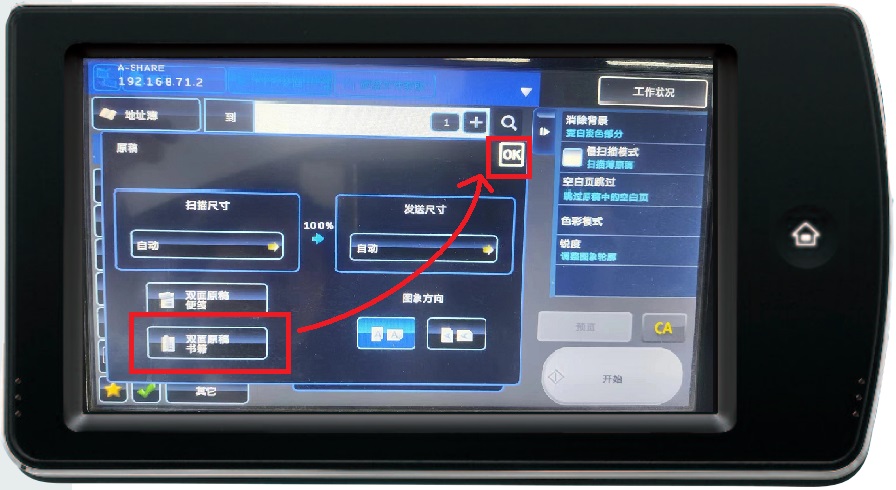 A-SHARE
192.168.71.2
工作状况
地址簿
到
1
消除背景
变白淡色部分
原稿
OK
慢扫描模式
扫描薄原稿
空白页跳过
跳过原稿中的空白页
扫描尺寸
发送尺寸
色彩模式
100%
自动
自动
锐度
调整图象轮廓
双面原稿
便笺
图象方向
双面原稿
书籍
预览
CA
开始
其它